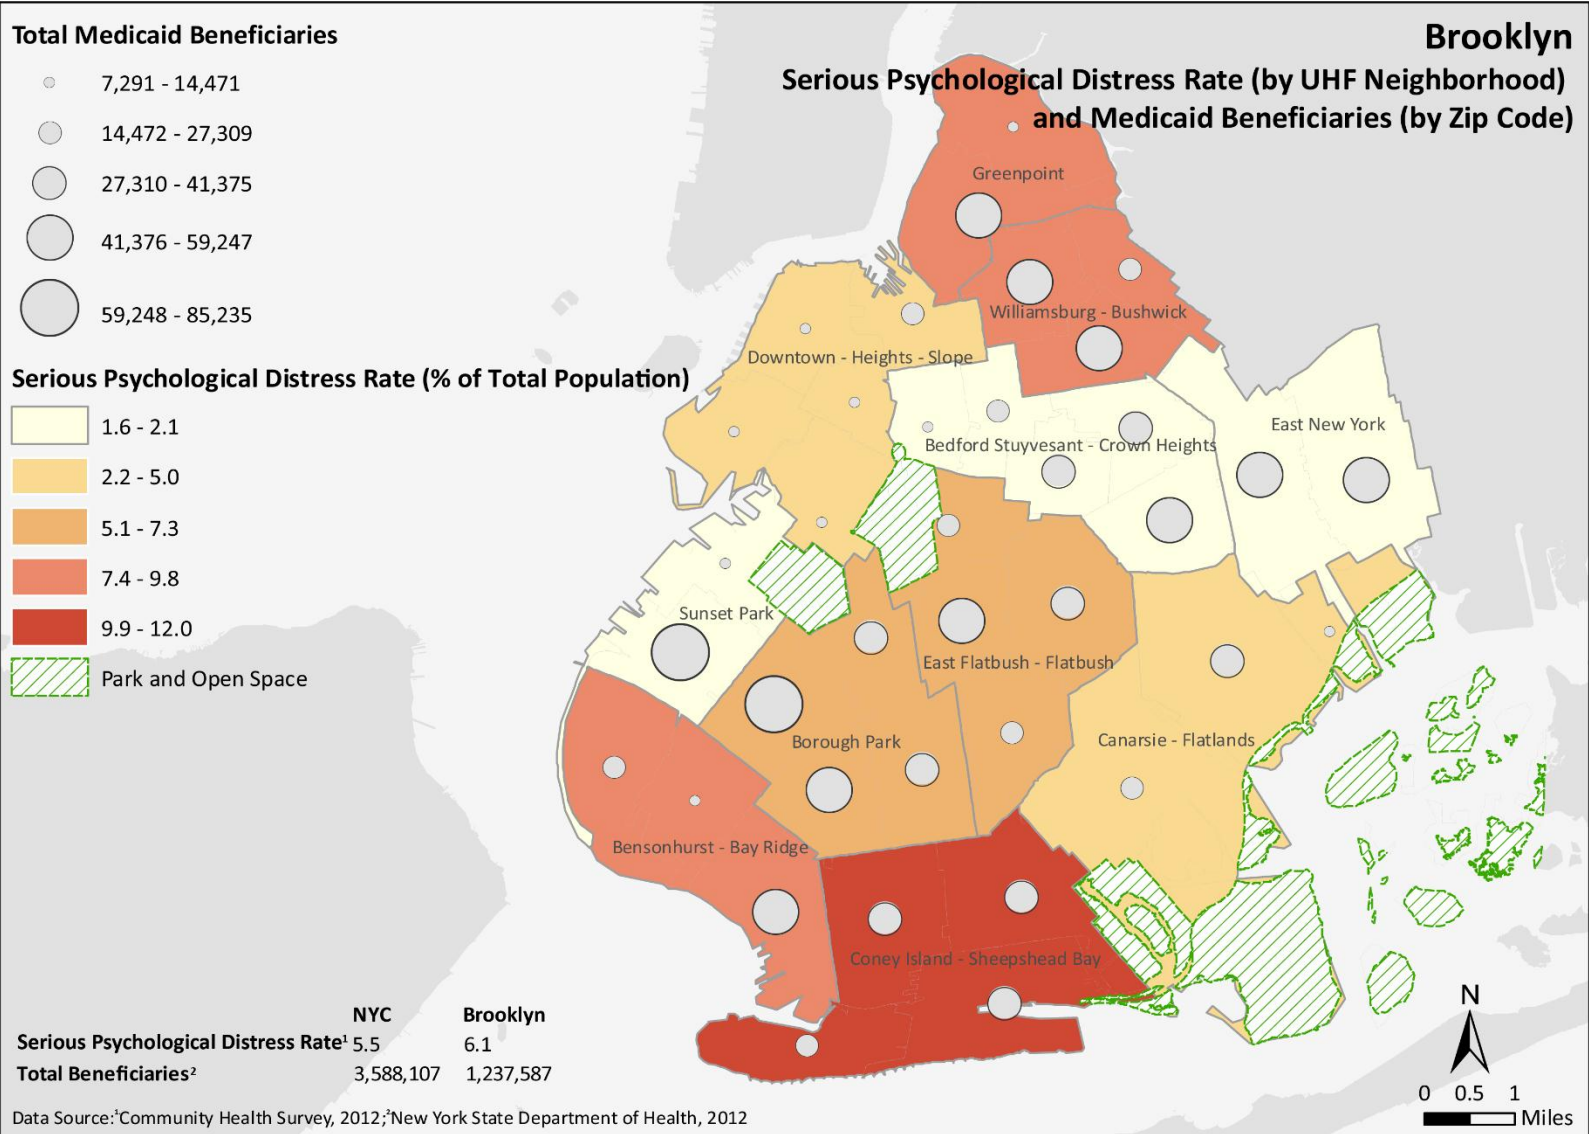 Brooklyn
Serious Psychological Distress Rate (by UHF Neighborhood)
and Medicaid Beneficiaries (by Zip Code)
Total Medicaid Beneficiaries
7,291 - 14,471
14,472 - 27,309
27,310 - 41,375
41,376 - 59,247
59,248 - 85,235
Serious Psychological Distress Rate (% of Total Population)
1.6 - 2.1
2.2 - 5.0
5.1 - 7.3
7.4 - 9.8
9.9 - 12.0
Park and Open Space
Greenpoint
Williamsburg - Bushwick
Downtown - Heights - Slope
East New York
Bedford Stuyvesant - Crown Heights
Sunset Park
East Flatbush - Flatbush
Borough Park
Canarsie - Flatlands
Bensonhurst - Bay Ridge
Coney Island - Sheepshead Bay
NYC Brooklyn
Serious Psychological Distress Rate¹ 5.5 6.1
Total Beneficiaries² 3,588,107 1,237,587
Data Source:¹Community Health Survey, 2012;²New York State Department of Health, 2012
N
0 0.5 1
Miles